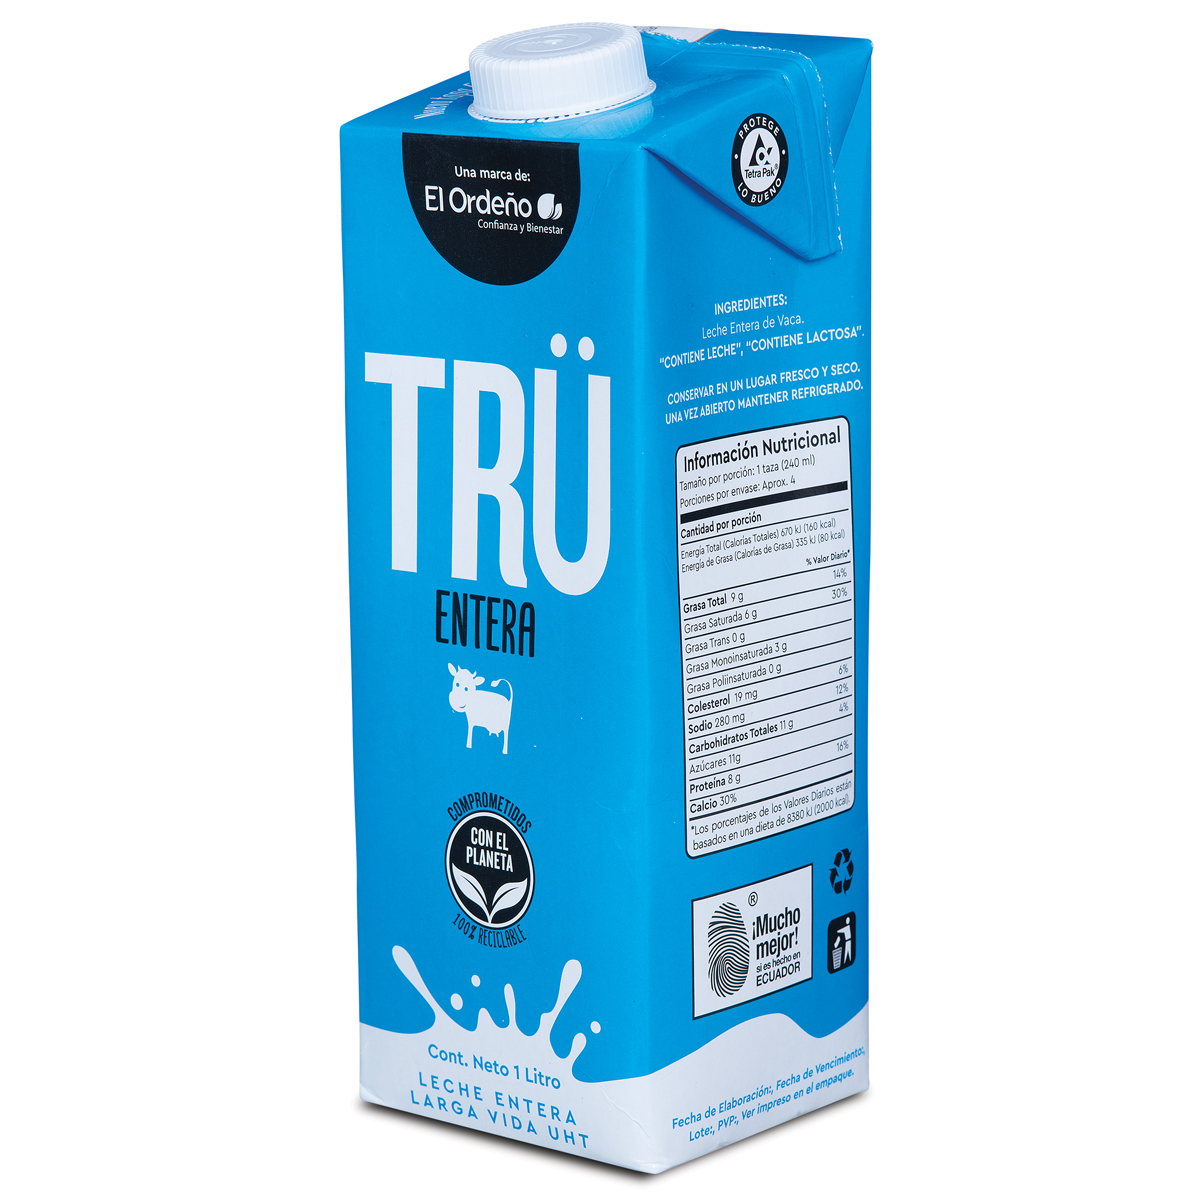 Una marca de:
El Ordeño
Confianza y Bienestar
TRÜ
ENTERA
COMPROMETIDOS
CON EL
PLANETA
100% RECICLABLE
Cont. Neto 1 Litro
LECHE ENTERA
LARGA VIDA UHT
PROTEGE
Tetra Pak®
LO BUENO
INGREDIENTES:
Leche Entera de Vaca.
“CONTIENE LECHE”, “CONTIENE LACTOSA”.
CONSERVAR EN UN LUGAR FRESCO Y SECO.
UNA VEZ ABIERTO MANTENER REFRIGERADO.
Información Nutricional
Tamaño por porción: 1 taza (240 ml)
Porciones por envase: Aprox. 4
Cantidad por porción
Energía Total (Calorías Totales) 670 kJ (160 kcal)
Energía de Grasa (Calorías de Grasa) 335 kJ (80 kcal)
% Valor Diario*
Grasa Total 9 g 14%
Grasa Saturada 6 g 30%
Grasa Trans 0 g
Grasa Monoinsaturada 3 g
Grasa Poliinsaturada 0 g
Colesterol 19 mg 6%
Sodio 280 mg 12%
Carbohidratos Totales 11 g 4%
Azúcares 11g
Proteína 8 g 16%
Calcio 30%
*Los porcentajes de los Valores Diarios están
basados en una dieta de 8380 kJ (2000 kcal).
®
¡Mucho
mejor!
si es hecho en
ECUADOR
Fecha de Elaboración:, Fecha de Vencimiento:,
Lote:, PVP:, Ver impreso en el empaque.